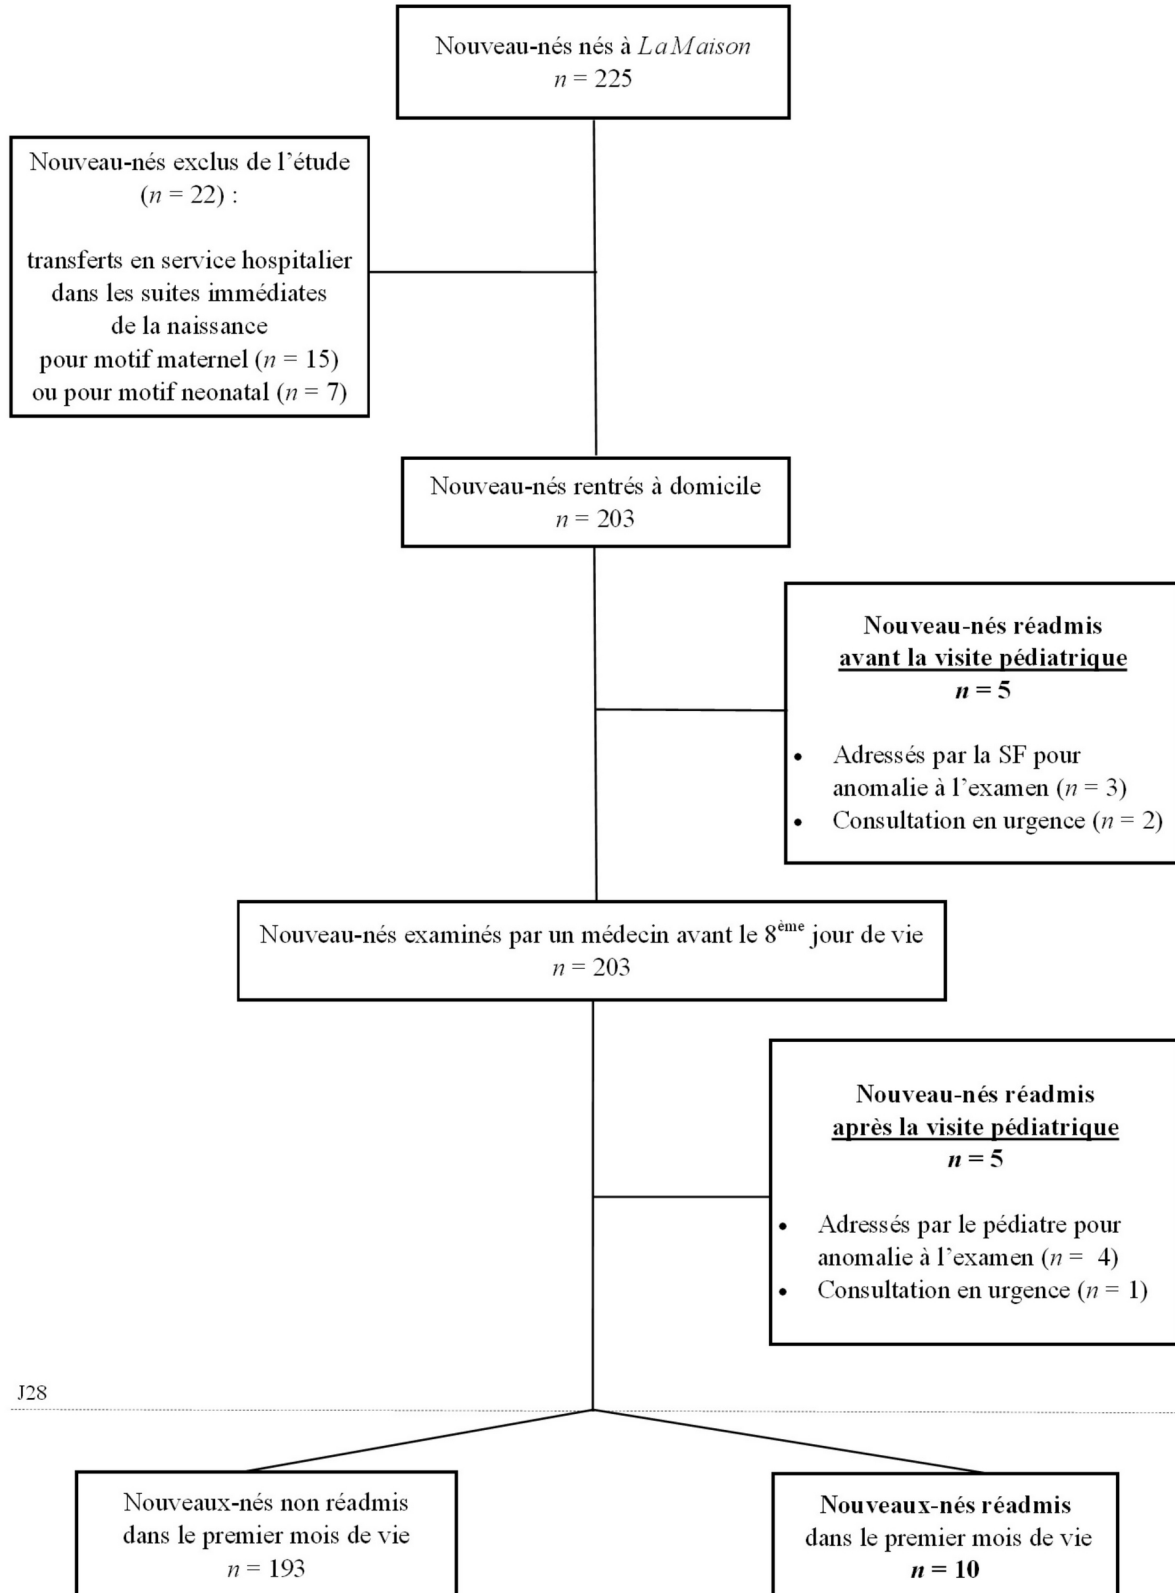 Nouveau-nés nés à La Maison
n = 225
Nouveau-nés exclus de l'étude
(n = 22) :
transferts en service hospitalier
dans les suites immédiates
de la naissance
pour motif maternel (n = 15)
ou pour motif neonatal (n = 7)
Nouveau-nés rentrés à domicile
n = 203
Nouveau-nés réadmis
avant la visite pédiatrique
n = 5
• Adressés par la SF pour
anomalie à l'examen (n = 3)
• Consultation en urgence (n = 2)
Nouveau-nés examinés par un médecin avant le 8ème jour de vie
n = 203
Nouveau-nés réadmis
après la visite pédiatrique
n = 5
• Adressés par le pédiatre pour
anomalie à l'examen (n = 4)
• Consultation en urgence (n = 1)
J28
Nouveaux-nés non réadmis
dans le premier mois de vie
n = 193
Nouveaux-nés réadmis
dans le premier mois de vie
n = 10